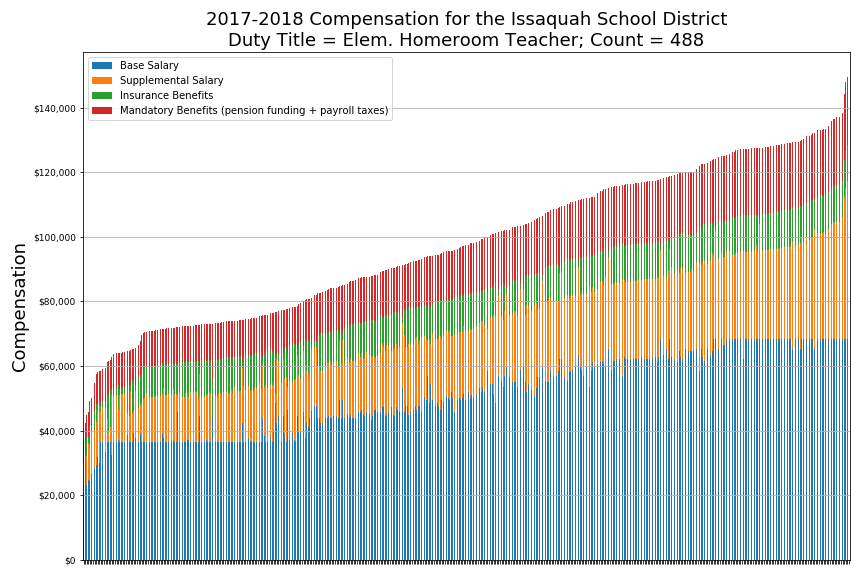 2017-2018 Compensation for the Issaquah School District
Duty Title = Elem. Homeroom Teacher; Count = 488
Base Salary
Supplemental Salary
Insurance Benefits
Mandatory Benefits (pension funding + payroll taxes)
$140,000
$120,000
$100,000
$80,000
$60,000
$40,000
$20,000
$0
Compensation